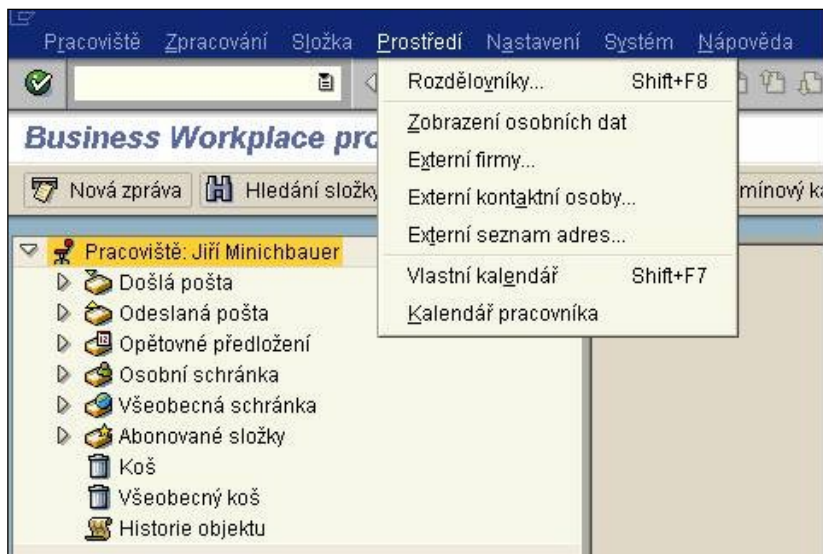 Pracoviště Zpracování Složka Prostředí Nastavení Systém Nápověda
Rozdělovníky... Shift+F8
Zobrazení osobních dat
Externí firmy...
Externí kontaktní osoby...
Externí seznam adres...
Vlastní kalendář Shift+F7
Kalendář pracovníka
Business Workplace pro
Nová zpráva Hledání složky
Pracoviště: Jiří Minichbauer
Došlá pošta
Odeslaná pošta
Opětovné předložení
Osobní schránka
Všeobecná schránka
Abonované složky
Koš
Všeobecný koš
Historie objektu